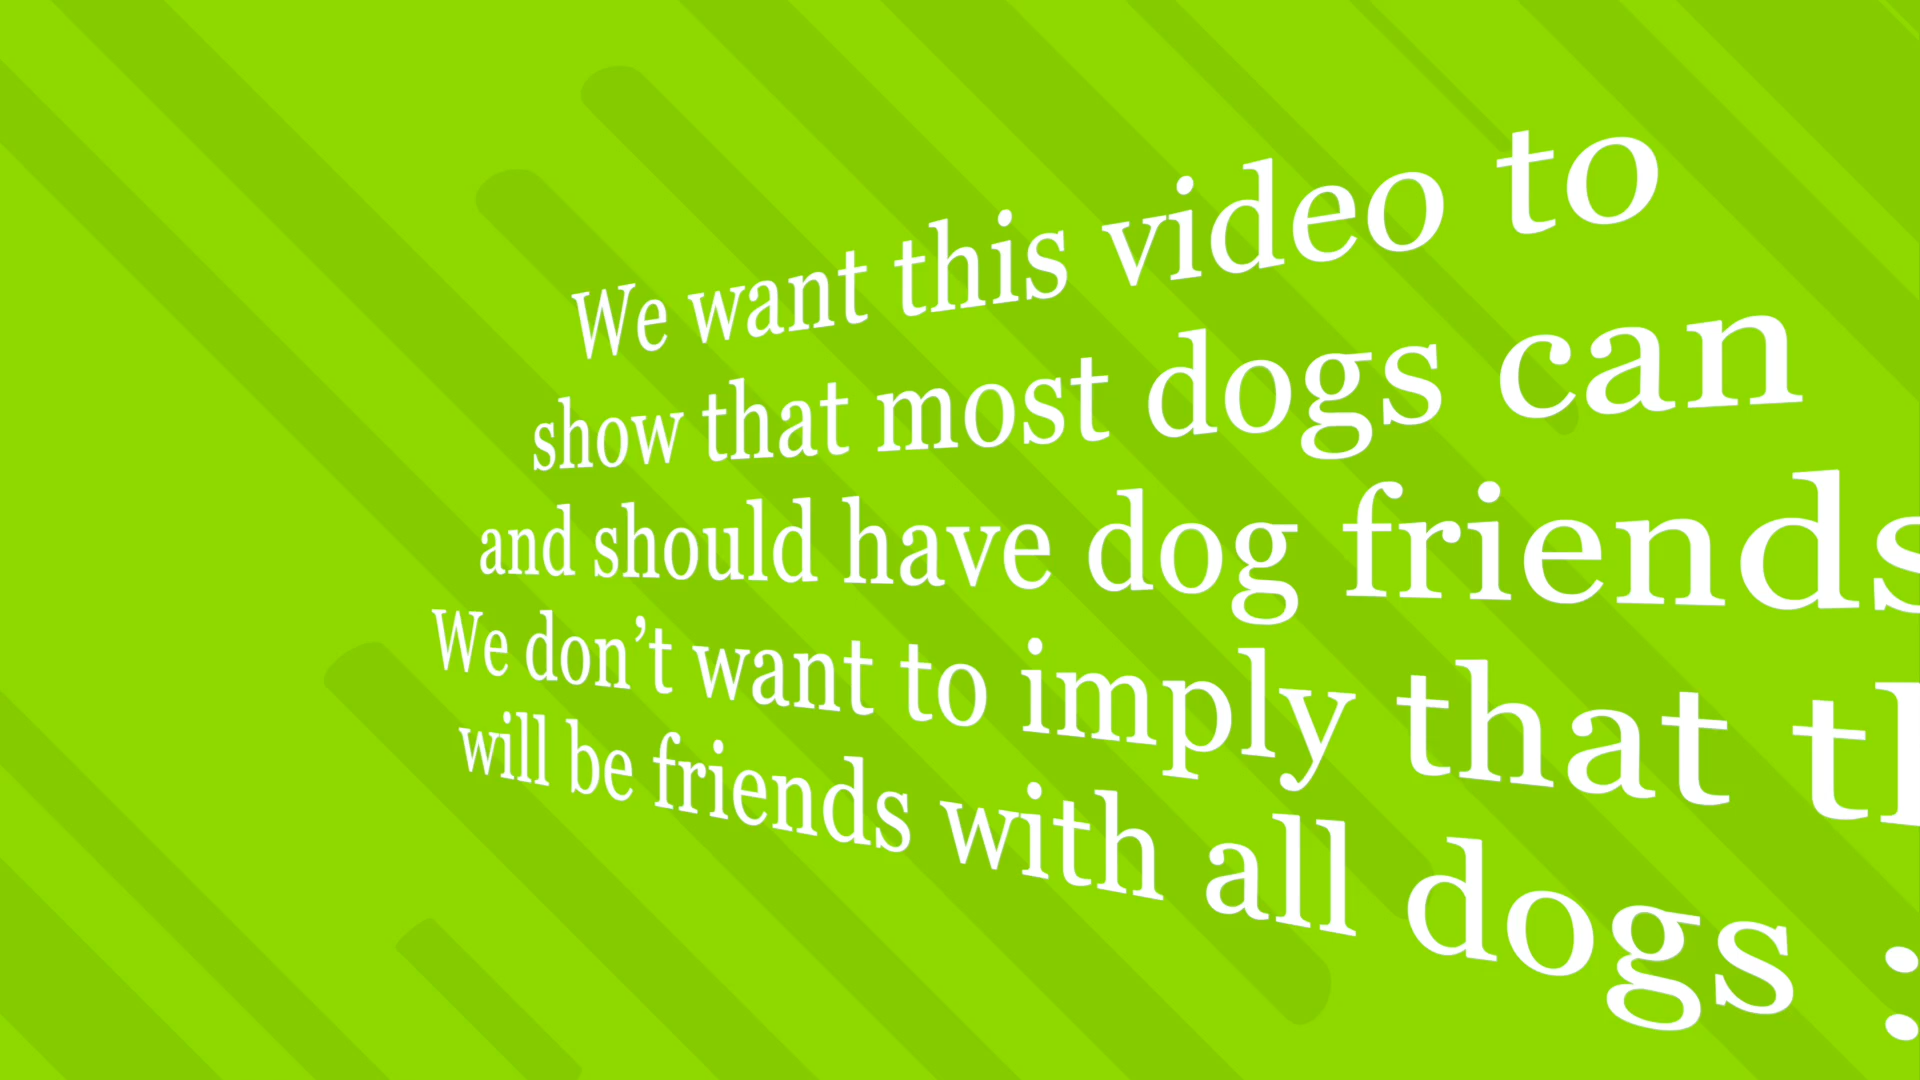 We want this video to
show that most dogs can
and should have dog friends
We don’t want to imply that
will be friends with all dogs :